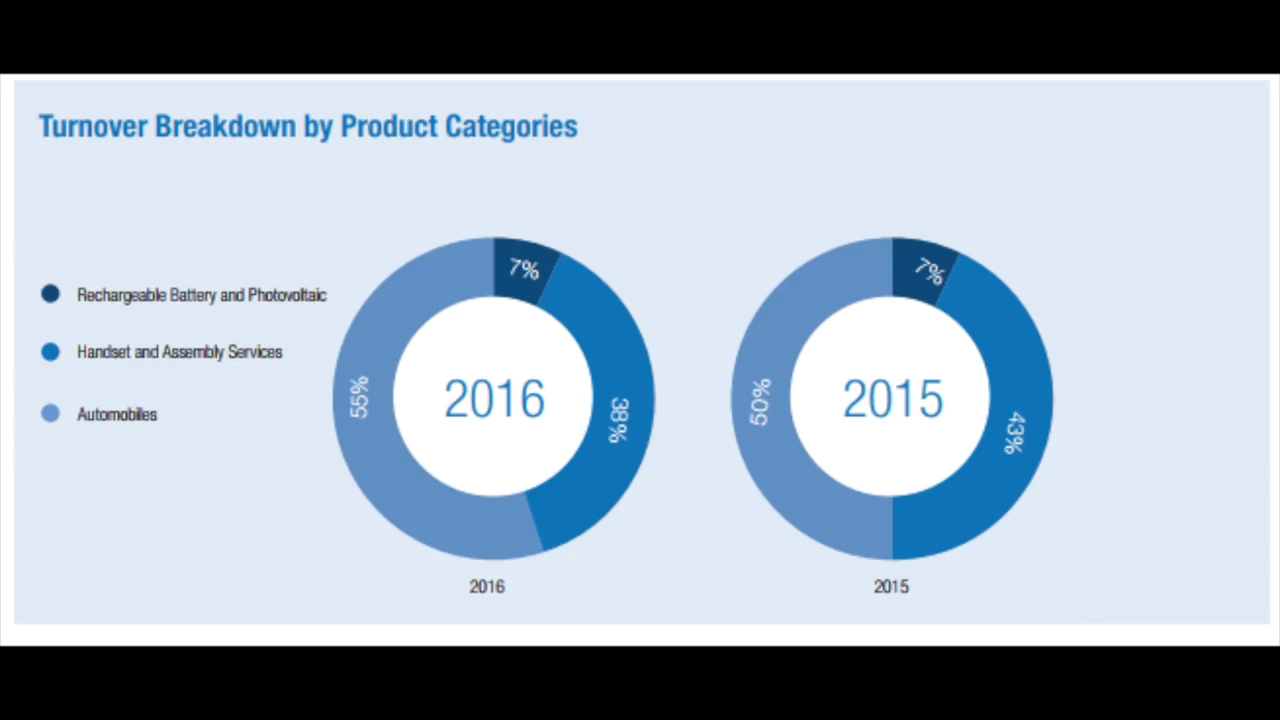 Turnover Breakdown by Product Categories
Rechargeable Battery and Photovoltaic
Handset and Assembly Services
Automobiles
7%
38%
55%
2016
2016
7%
43%
50%
2015
2015